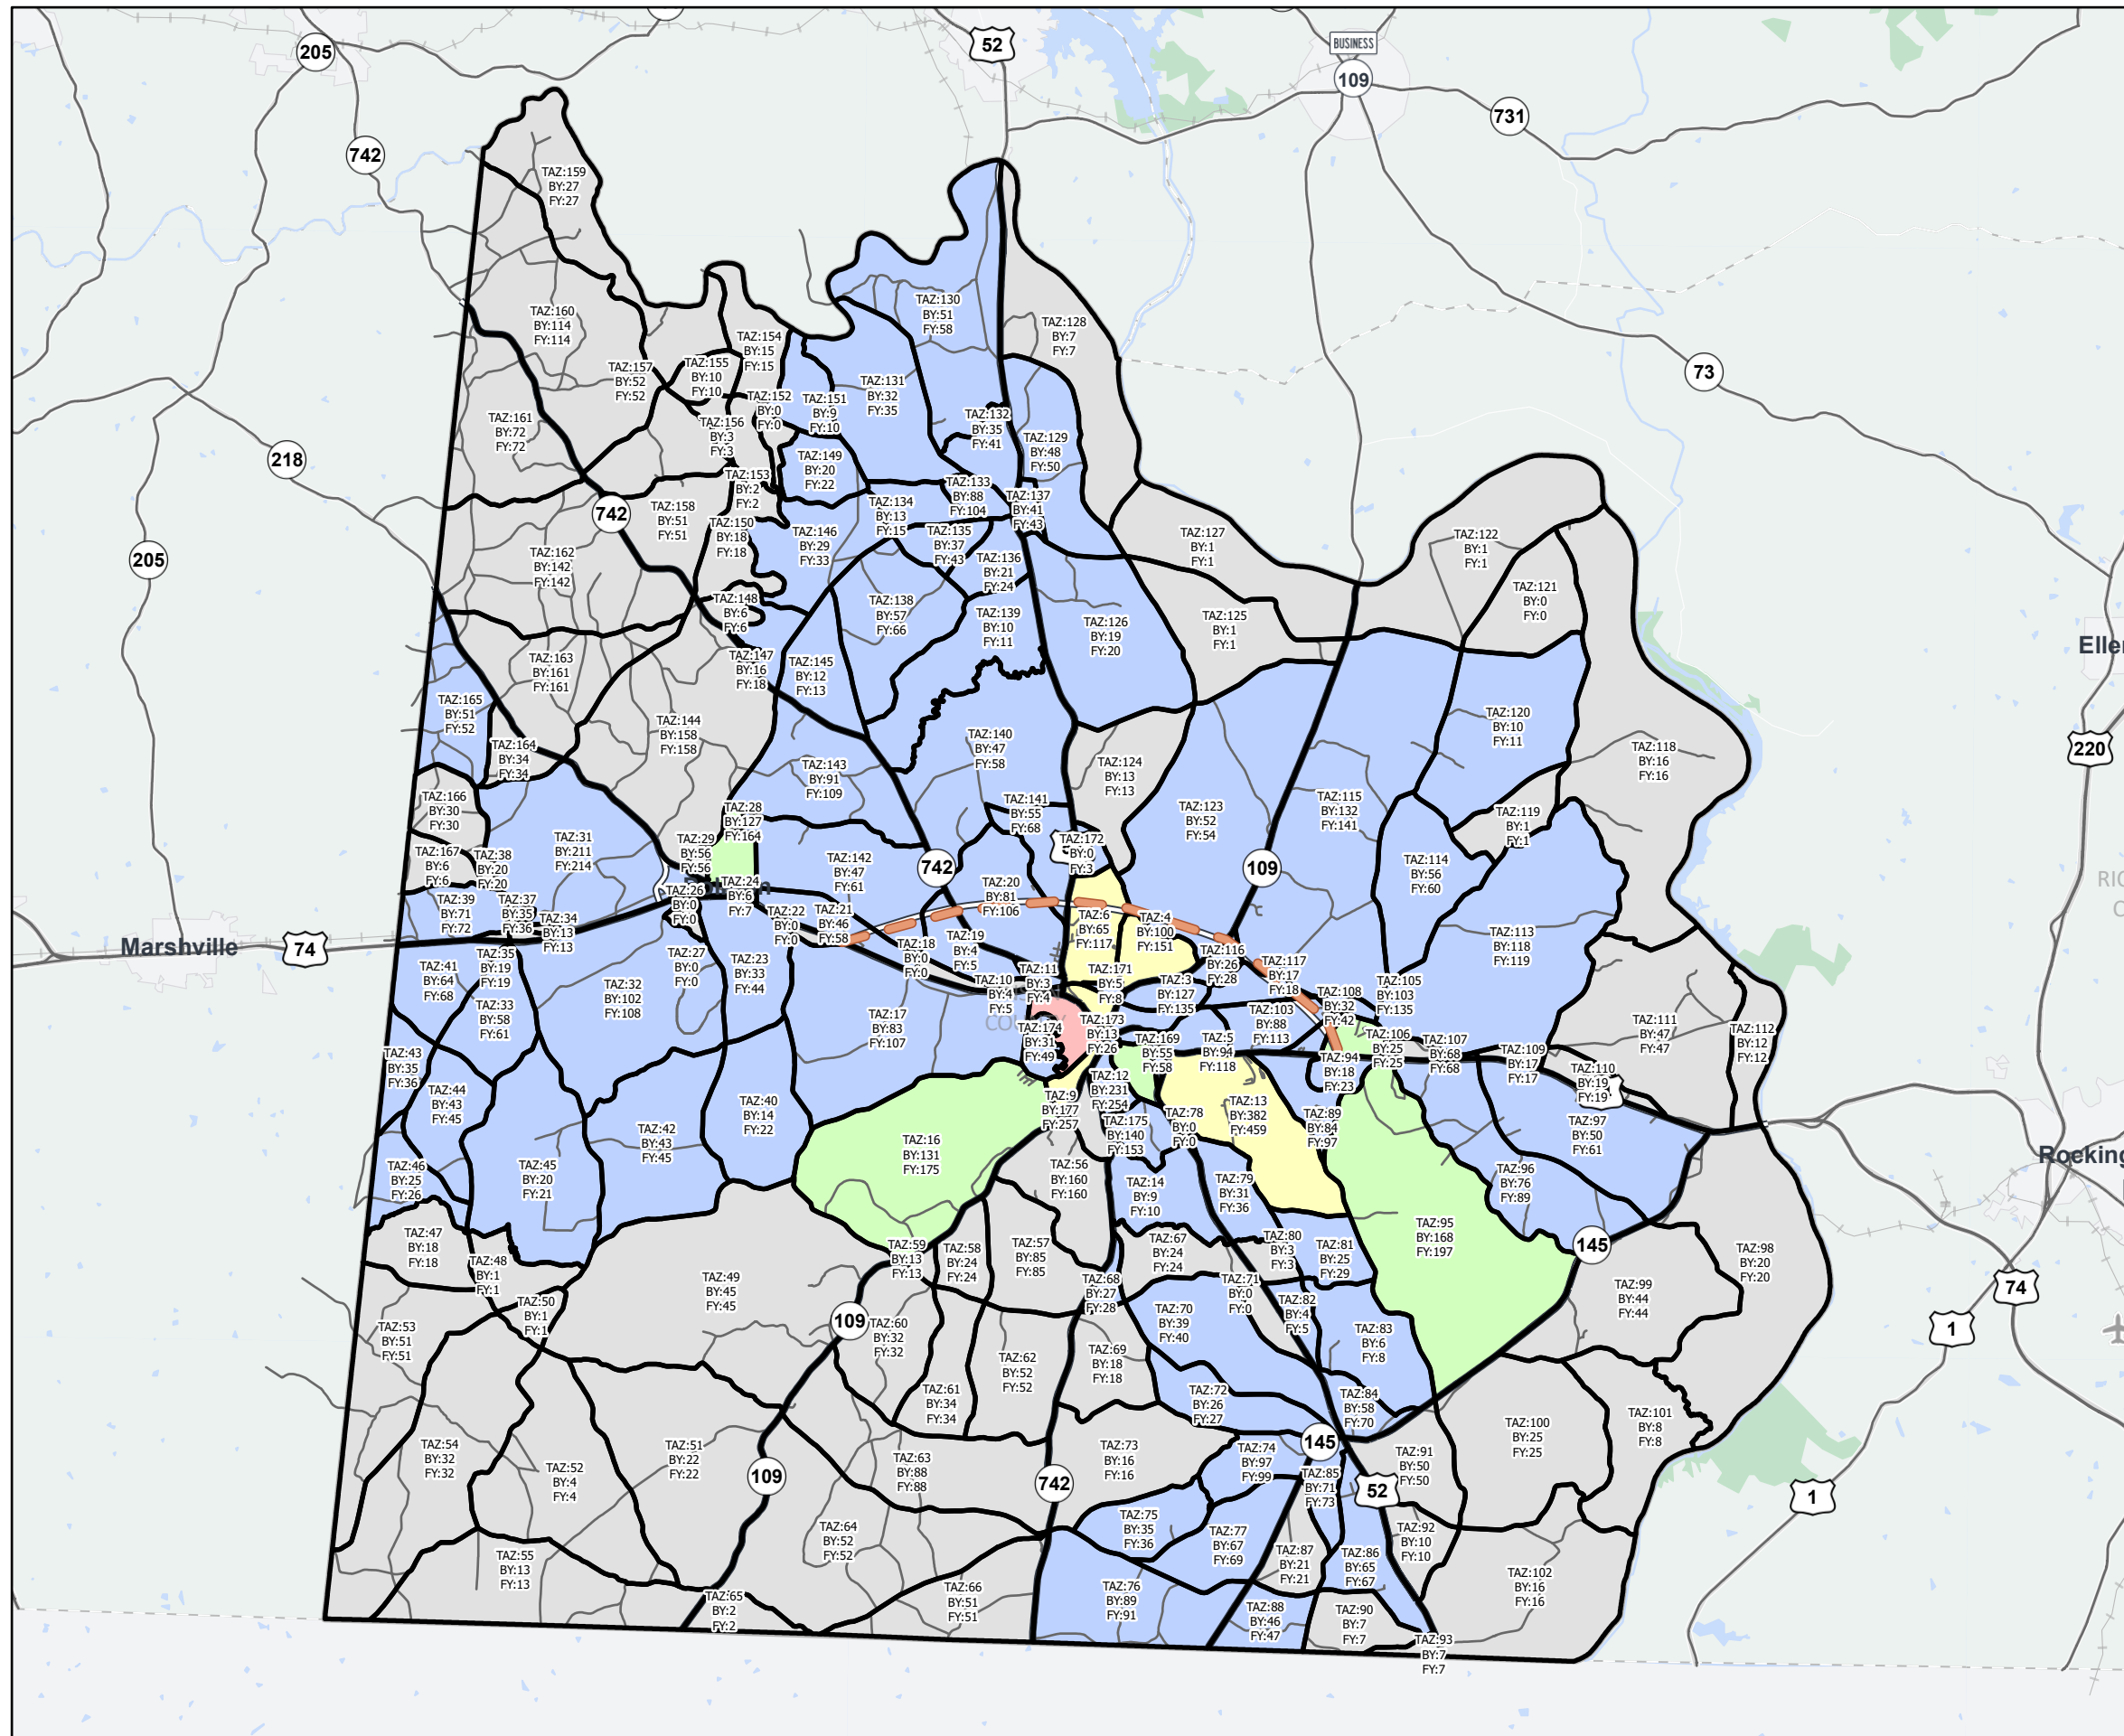 205
52
BUSINESS
109
731
742
TAZ:159
BY:27
FY:27
TAZ:130
BY:51
FY:58
TAZ:160
BY:114
FY:114
TAZ:128
BY:7
FY:7
TAZ:154
BY:15
FY:15
TAZ:157
BY:52
FY:52
TAZ:155
BY:10
FY:10
73
TAZ:131
BY:32
FY:35
TAZ:152
BY:0
FY:0
TAZ:151
BY:9
FY:10
TAZ:161
BY:72
FY:72
TAZ:156
BY:3
FY:3
TAZ:132
BY:35
FY:41
TAZ:129
BY:48
FY:50
218
TAZ:149
BY:20
FY:22
TAZ:153
BY:2
FY:2
TAZ:133
BY:88
FY:104
TAZ:137
BY:41
FY:43
742
TAZ:158
BY:51
FY:51
TAZ:134
BY:13
FY:15
TAZ:150
BY:18
FY:18
TAZ:146
BY:29
FY:33
TAZ:135
BY:37
FY:43
TAZ:127
BY:1
FY:1
TAZ:122
BY:1
FY:1
205
TAZ:162
BY:142
FY:142
TAZ:136
BY:21
FY:24
TAZ:121
BY:0
FY:0
TAZ:148
BY:6
FY:6
TAZ:138
BY:57
FY:66
TAZ:139
BY:10
FY:11
TAZ:126
BY:19
FY:20
TAZ:125
BY:1
FY:1
TAZ:163
BY:161
FY:161
TAZ:147
BY:16
FY:18
TAZ:145
BY:12
FY:13
TAZ:165
BY:51
FY:52
TAZ:144
BY:158
FY:158
TAZ:120
BY:10
FY:11
TAZ:140
BY:47
FY:58
TAZ:164
BY:34
FY:34
TAZ:118
BY:16
FY:16
220
TAZ:143
BY:91
FY:109
TAZ:124
BY:13
FY:13
TAZ:166
BY:30
FY:30
TAZ:28
BY:127
FY:164
TAZ:141
BY:55
FY:68
TAZ:123
BY:52
FY:54
TAZ:115
BY:132
FY:141
TAZ:119
BY:1
FY:1
TAZ:31
BY:211
FY:214
TAZ:29
BY:56
FY:56
TAZ:172
BY:0
FY:3
TAZ:167
BY:6
FY:6
TAZ:38
BY:20
FY:20
TAZ:142
BY:47
FY:61
742
109
TAZ:114
BY:56
FY:60
TAZ:26
BY:0
FY:0
TAZ:24
BY:6
FY:7
TAZ:20
BY:81
FY:106
TAZ:39
BY:71
FY:72
TAZ:37
BY:35
FY:36
TAZ:34
BY:13
FY:13
TAZ:22
BY:0
FY:0
TAZ:21
BY:46
FY:58
TAZ:6
BY:65
FY:117
TAZ:4
BY:100
FY:151
TAZ:113
BY:118
FY:119
Marshville
74
TAZ:35
BY:19
FY:19
TAZ:27
BY:0
FY:0
TAZ:23
BY:33
FY:44
TAZ:18
BY:0
FY:0
TAZ:19
BY:4
FY:5
TAZ:116
BY:26
FY:28
TAZ:117
BY:17
FY:18
TAZ:41
BY:64
FY:68
TAZ:32
BY:102
FY:108
TAZ:10
BY:4
FY:5
TAZ:11
BY:3
FY:4
TAZ:171
BY:5
FY:8
TAZ:3
BY:127
FY:135
TAZ:105
BY:103
FY:135
TAZ:108
BY:32
FY:42
TAZ:33
BY:58
FY:61
TAZ:17
BY:83
FY:107
TAZ:174
BY:31
FY:49
TAZ:173
BY:13
FY:26
TAZ:103
BY:88
FY:113
TAZ:111
BY:47
FY:47
TAZ:112
BY:12
FY:12
TAZ:169
BY:55
FY:58
TAZ:5
BY:94
FY:118
TAZ:106
BY:25
FY:25
TAZ:107
BY:68
FY:68
TAZ:109
BY:17
FY:17
TAZ:43
BY:35
FY:36
TAZ:94
BY:18
FY:23
TAZ:110
BY:19
FY:19
TAZ:44
BY:43
FY:45
TAZ:40
BY:14
FY:22
TAZ:9
BY:177
FY:257
TAZ:12
BY:231
FY:254
TAZ:13
BY:382
FY:459
TAZ:89
BY:84
FY:97
TAZ:42
BY:43
FY:45
TAZ:16
BY:131
FY:175
TAZ:175
BY:140
FY:153
TAZ:78
BY:0
FY:0
TAZ:97
BY:50
FY:61
TAZ:46
BY:25
FY:26
TAZ:45
BY:20
FY:21
TAZ:56
BY:160
FY:160
TAZ:14
BY:9
FY:10
TAZ:79
BY:31
FY:36
TAZ:96
BY:76
FY:89
TAZ:47
BY:18
FY:18
TAZ:59
BY:13
FY:13
TAZ:58
BY:24
FY:24
TAZ:57
BY:85
FY:85
TAZ:67
BY:24
FY:24
TAZ:80
BY:3
FY:3
TAZ:81
BY:25
FY:29
TAZ:95
BY:168
FY:197
145
TAZ:98
BY:20
FY:20
TAZ:48
BY:1
FY:1
TAZ:49
BY:45
FY:45
TAZ:68
BY:27
FY:28
TAZ:71
BY:0
FY:0
TAZ:99
BY:44
FY:44
74
TAZ:50
BY:1
FY:1
TAZ:53
BY:51
FY:51
109
TAZ:60
BY:32
FY:32
TAZ:70
BY:39
FY:40
TAZ:82
BY:4
FY:5
TAZ:83
BY:6
FY:8
1
TAZ:62
BY:52
FY:52
TAZ:69
BY:18
FY:18
TAZ:61
BY:34
FY:34
TAZ:72
BY:26
FY:27
TAZ:84
BY:58
FY:70
TAZ:100
BY:25
FY:25
TAZ:101
BY:8
FY:8
TAZ:54
BY:32
FY:32
TAZ:52
BY:4
FY:4
TAZ:51
BY:22
FY:22
109
TAZ:63
BY:88
FY:88
742
TAZ:73
BY:16
FY:16
TAZ:74
BY:97
FY:99
145
TAZ:85
BY:71
FY:73
52
TAZ:91
BY:50
FY:50
1
TAZ:64
BY:52
FY:52
TAZ:75
BY:35
FY:36
TAZ:77
BY:67
FY:69
TAZ:92
BY:10
FY:10
TAZ:55
BY:13
FY:13
TAZ:87
BY:21
FY:21
TAZ:86
BY:65
FY:67
TAZ:102
BY:16
FY:16
TAZ:65
BY:2
FY:2
TAZ:66
BY:51
FY:51
TAZ:76
BY:89
FY:91
TAZ:88
BY:46
FY:47
TAZ:90
BY:7
FY:7
TAZ:93
BY:7
FY:7